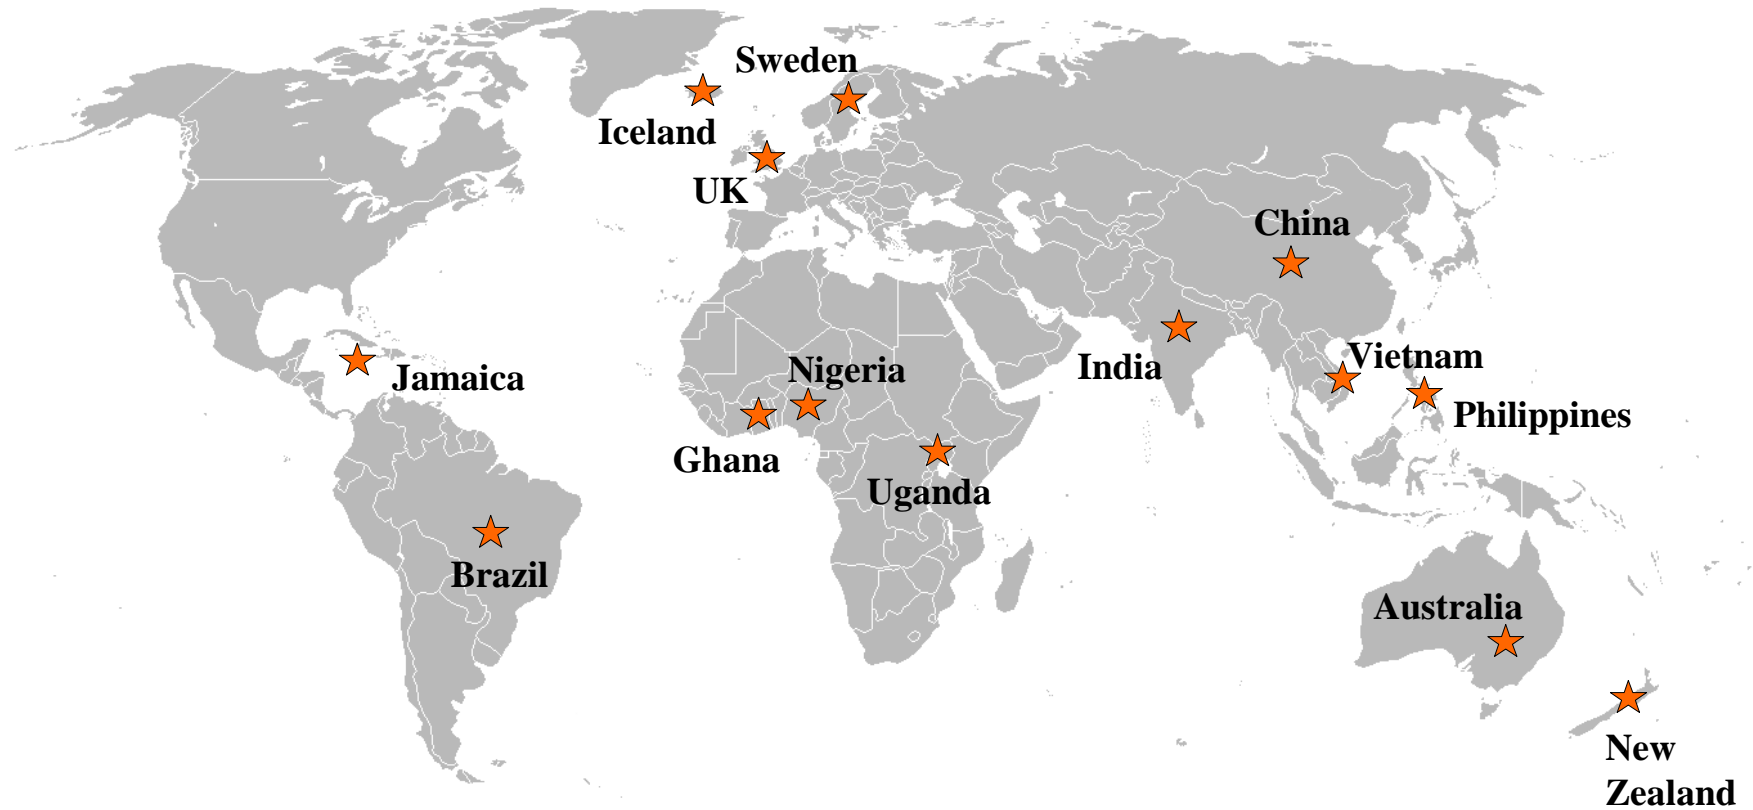 Sweden
Iceland
UK
China
Vietnam
India
Nigeria
Jamaica
Philippines
Ghana
Uganda
Brazil
Australia
New
Zealand